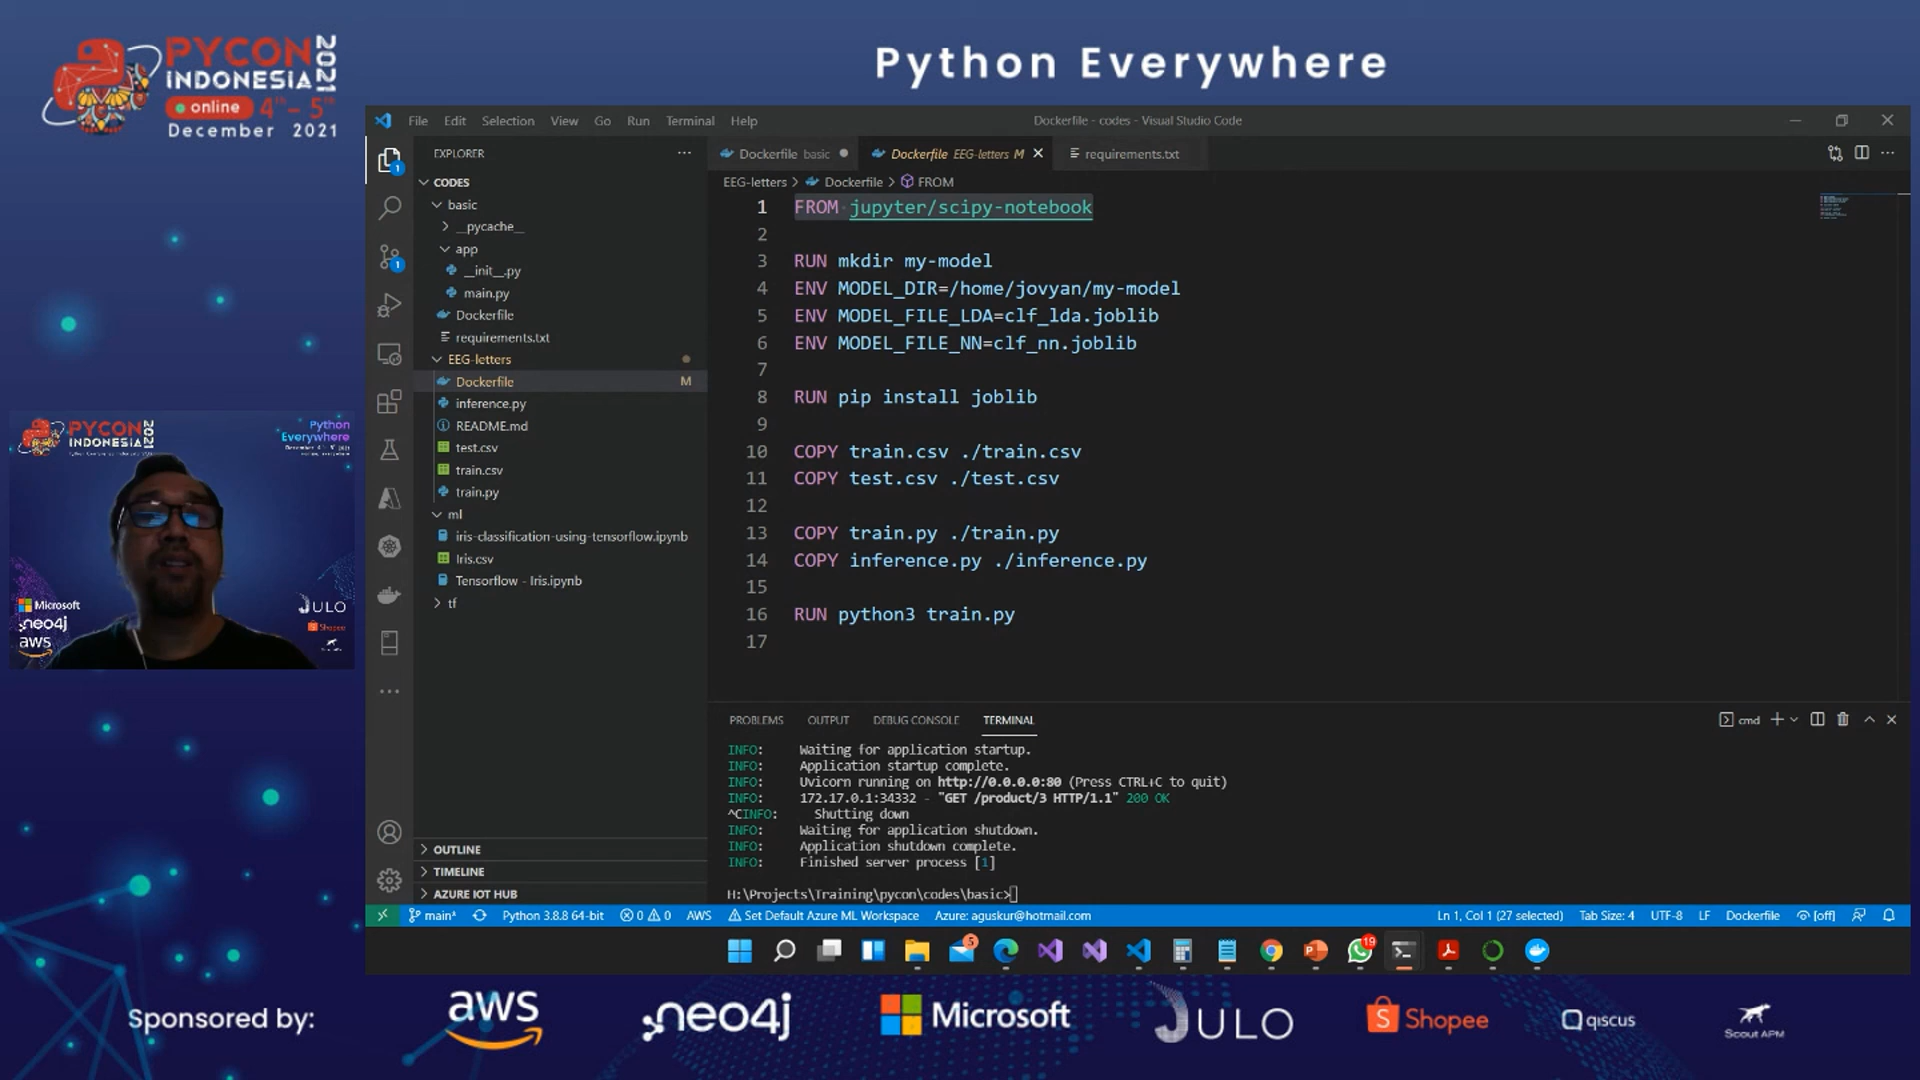 PYCON
INDONESIA
2021
online
4th - 5th
December 2021
Python Everywhere
File Edit Selection View Go Run Terminal Help
Dockerfile - codes - Visual Studio Code
EXPLORER
CODES
basic
__pycache__
app
__init__.py
main.py
Dockerfile
requirements.txt
EEG-letters
Dockerfile M
inference.py
README.md
test.csv
train.csv
train.py
ml
iris-classification-using-tensorflow.ipynb
Iris.csv
Tensorflow - Iris.ipynb
tf
OUTLINE
TIMELINE
AZURE IOT HUB
1
1
Dockerfile basic
Dockerfile EEG-letters M
requirements.txt
EEG-letters > Dockerfile > FROM
1 FROM jupyter/scipy-notebook
2
3 RUN mkdir my-model
4 ENV MODEL_DIR=/home/jovyan/my-model
5 ENV MODEL_FILE_LDA=clf_lda.joblib
6 ENV MODEL_FILE_NN=clf_nn.joblib
7
8 RUN pip install joblib
9
10 COPY train.csv ./train.csv
11 COPY test.csv ./test.csv
12
13 COPY train.py ./train.py
14 COPY inference.py ./inference.py
15
16 RUN python3 train.py
17
PROBLEMS OUTPUT DEBUG CONSOLE TERMINAL
cmd
INFO: Waiting for application startup.
INFO: Application startup complete.
INFO: Uvicorn running on http://0.0.0.0:80 (Press CTRL+C to quit)
INFO: 172.17.0.1:34332 - "GET /product/3 HTTP/1.1" 200 OK
^CINFO: Shutting down
INFO: Waiting for application shutdown.
INFO: Application shutdown complete.
INFO: Finished server process [1]
H:\Projects\Training\pycon\codes\basic>
main* Python 3.8.8 64-bit 0 0 AWS Set Default Azure ML Workspace Azure: aguskur@hotmail.com
Ln 1, Col 1 (27 selected) Tab Size: 4 UTF-8 LF Dockerfile [off]
5
19
PYCON
INDONESIA
2021
Python
Everywhere
Microsoft
neo4j
aws
JULO
Shopee
Sponsored by:
aws
neo4j
Microsoft
JULO
Shopee
qiscus
Scout APM